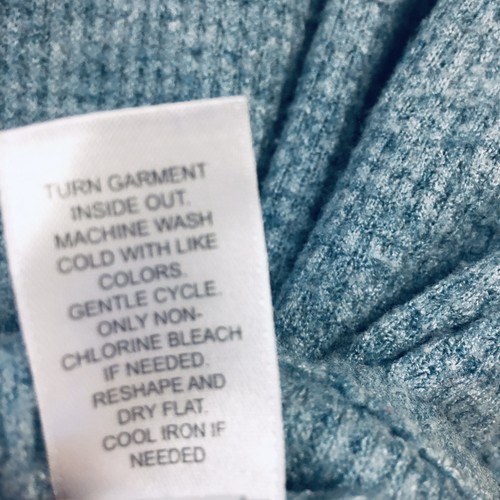 TURN GARMENT
INSIDE OUT.
MACHINE WASH
COLD WITH LIKE
COLORS.
GENTLE CYCLE.
ONLY NON-
CHLORINE BLEACH
IF NEEDED.
RESHAPE AND
DRY FLAT.
COOL IRON IF
NEEDED